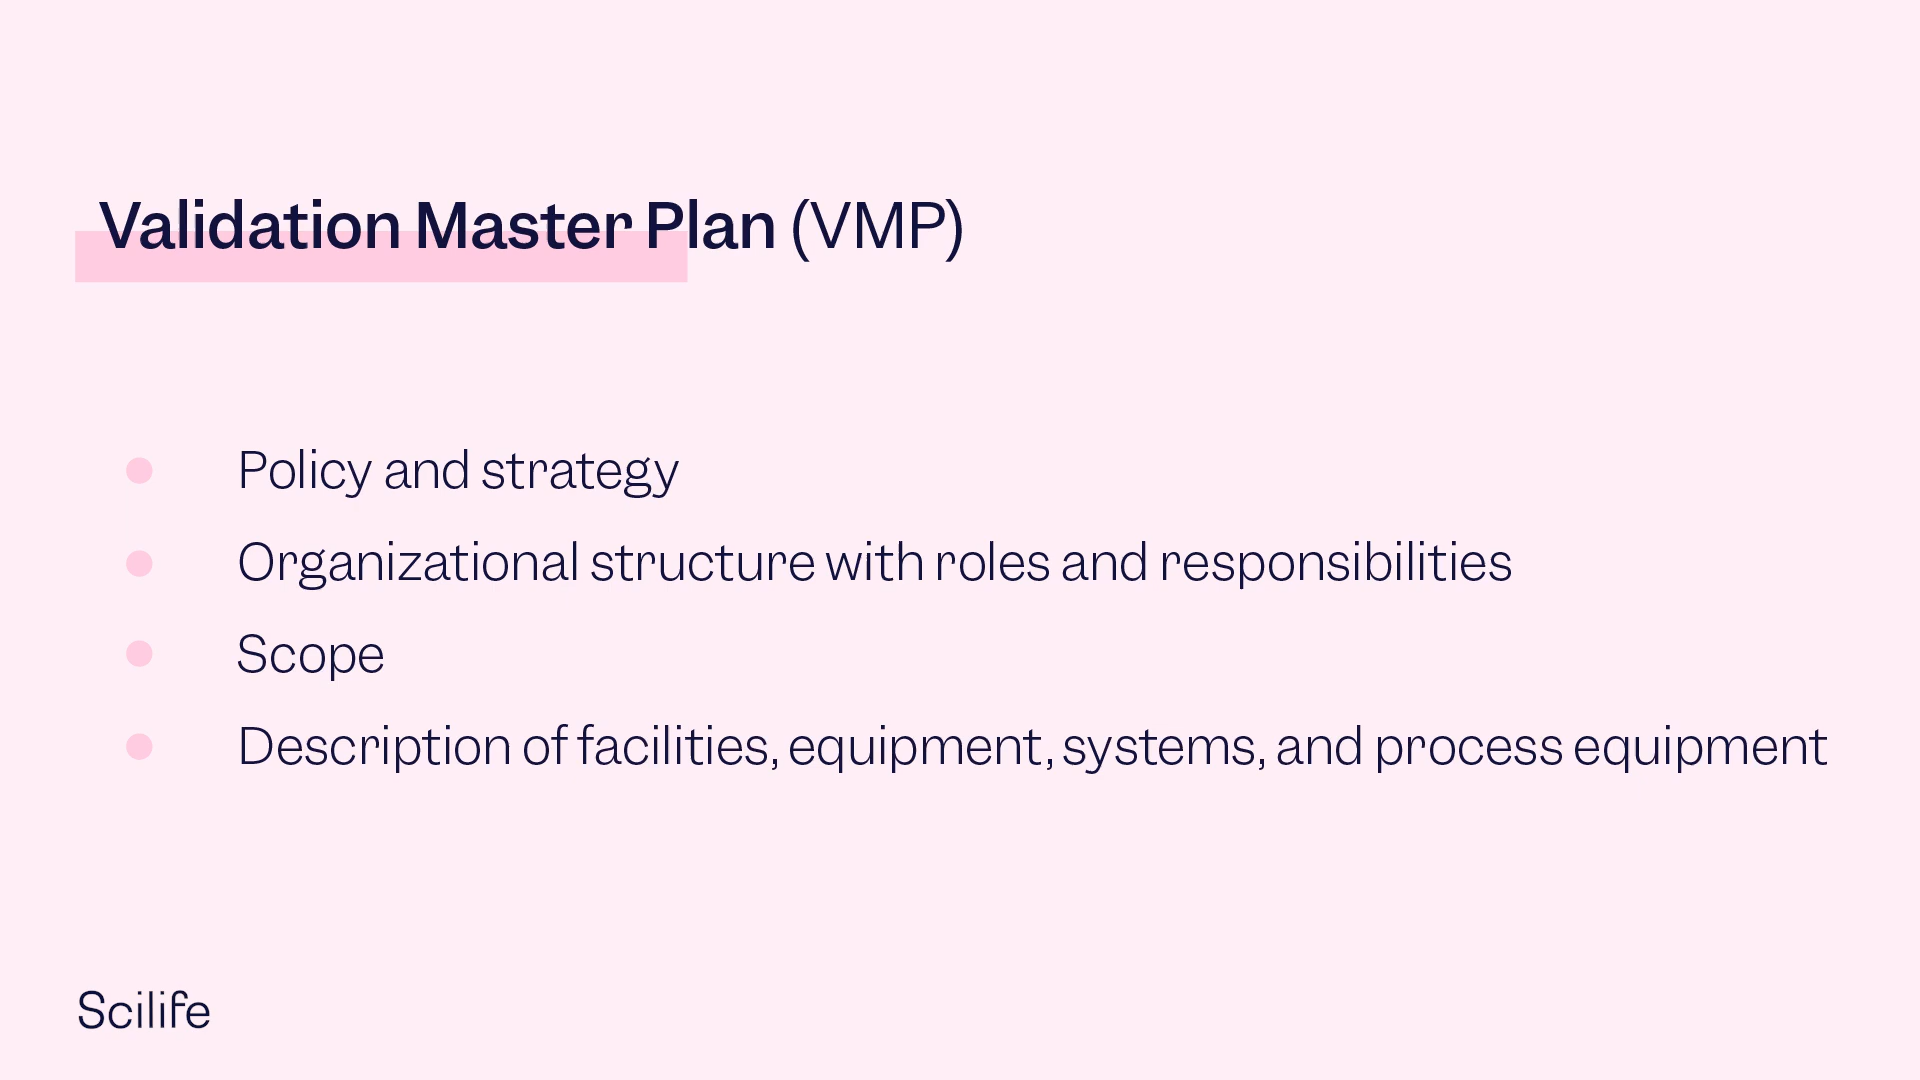 Validation Master Plan (VMP)
Policy and strategy
Organizational structure with roles and responsibilities
Scope
Description of facilities, equipment, systems, and process equipment
Scilife